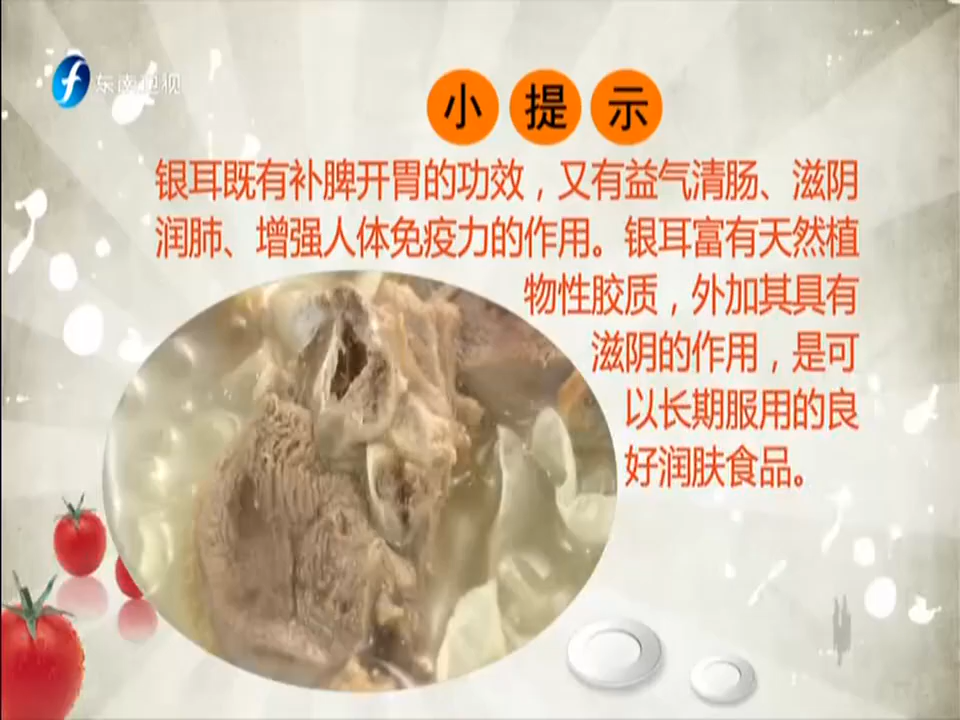 东南卫视
小提示
银耳既有补脾开胃的功效，又有益气清肠、滋阴
润肺、增强人体免疫力的作用。银耳富有天然植
物性胶质，外加其具有
滋阴的作用，是可
以长期服用的良
好润肤食品。